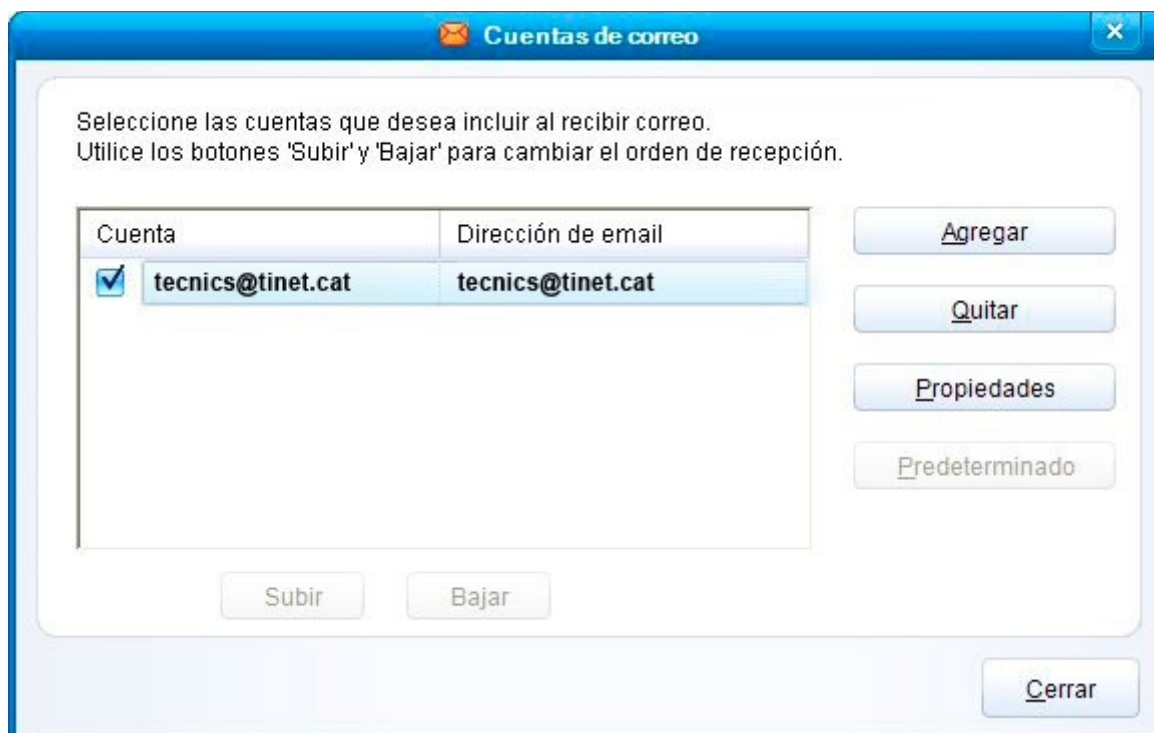 Cuentas de correo
Seleccione las cuentas que desea incluir al recibir correo.
Utilice los botones 'Subir' y 'Bajar' para cambiar el orden de recepción.
Cuenta Dirección de email
tecnics@tinet.cat tecnics@tinet.cat
Agregar
Quitar
Propiedades
Predeterminado
Subir Bajar
Cerrar